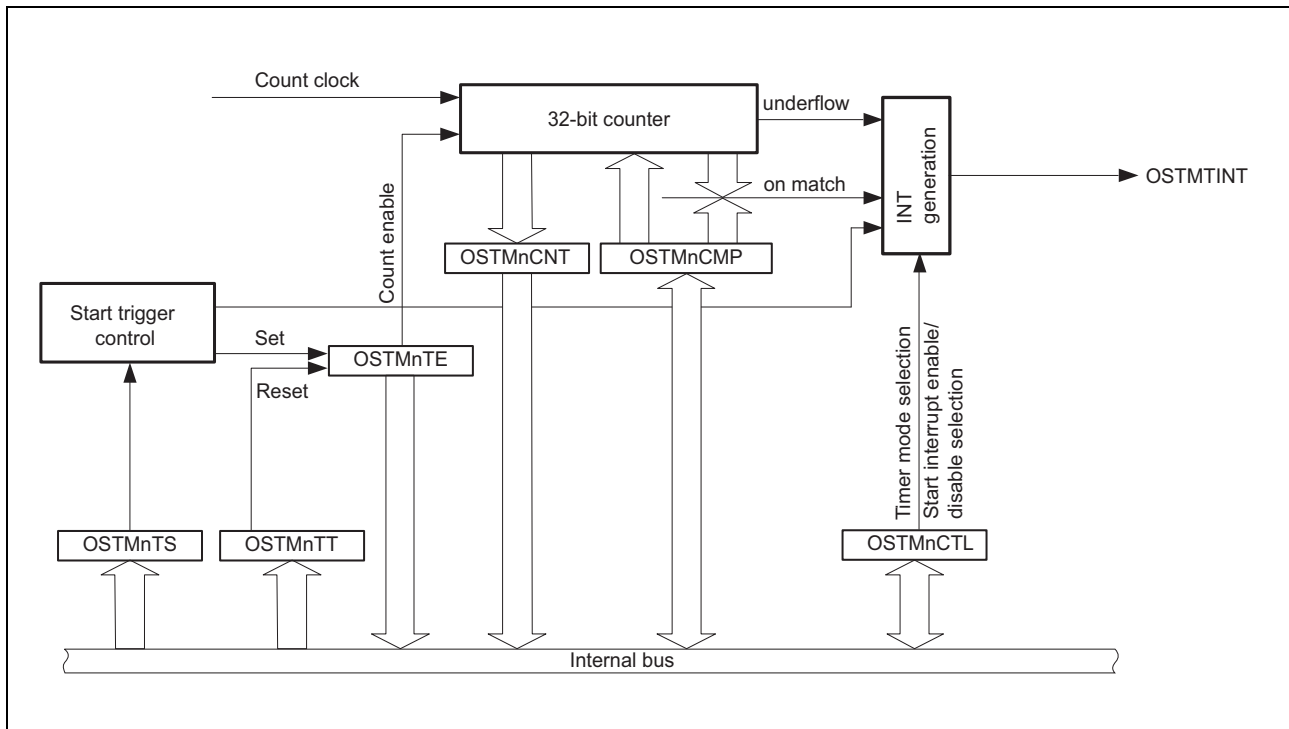 Count clock
32-bit counter
underflow
INT
generation
OSTMTINT
on match
Count enable
OSTMnCNT
OSTMnCMP
Start trigger
control
Set
OSTMnTE
Reset
Timer mode selection
Start interrupt enable/
disable selection
OSTMnTS
OSTMnTT
OSTMnCTL
Internal bus